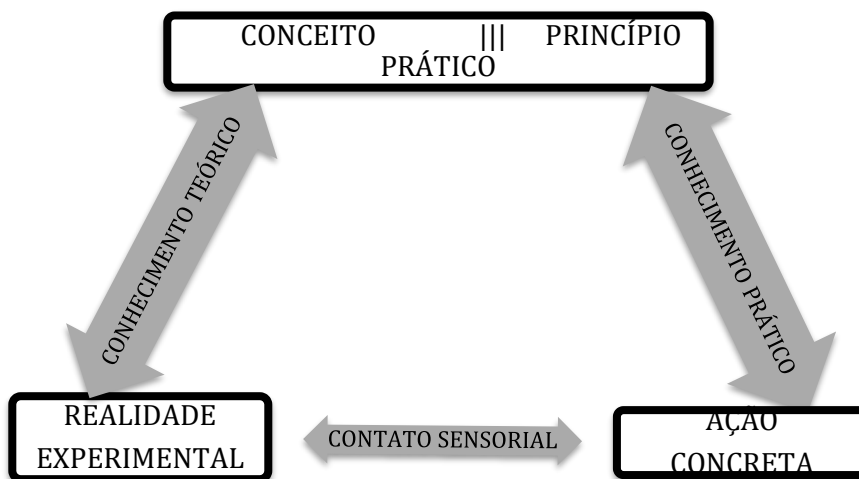 CONCEITO ||| PRINCÍPIO
PRÁTICO
CONHECIMENTO TEÓRICO
CONHECIMENTO PRÁTICO
REALIDADE
EXPERIMENTAL
CONTATO SENSORIAL
AÇÃO
CONCRETA